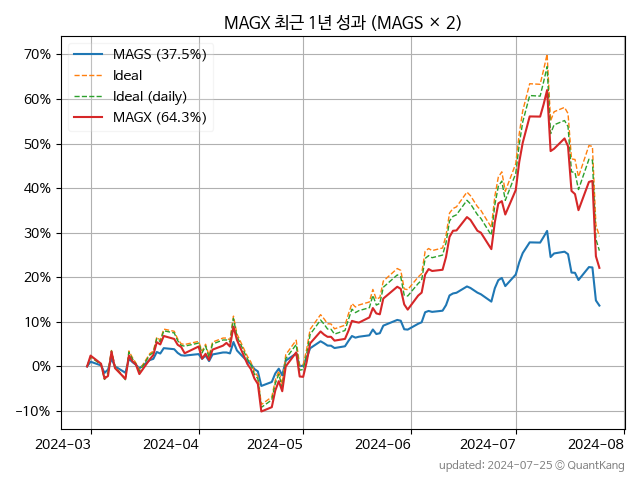 MAGX 최근 1년 성과 (MAGS × 2)
70%
60%
50%
40%
30%
20%
10%
0%
−10%
MAGS (37.5%)
Ideal
Ideal (daily)
MAGX (64.3%)
2024-03
2024-04
2024-05
2024-06
2024-07
2024-08
updated: 2024-07-25 © QuantKang